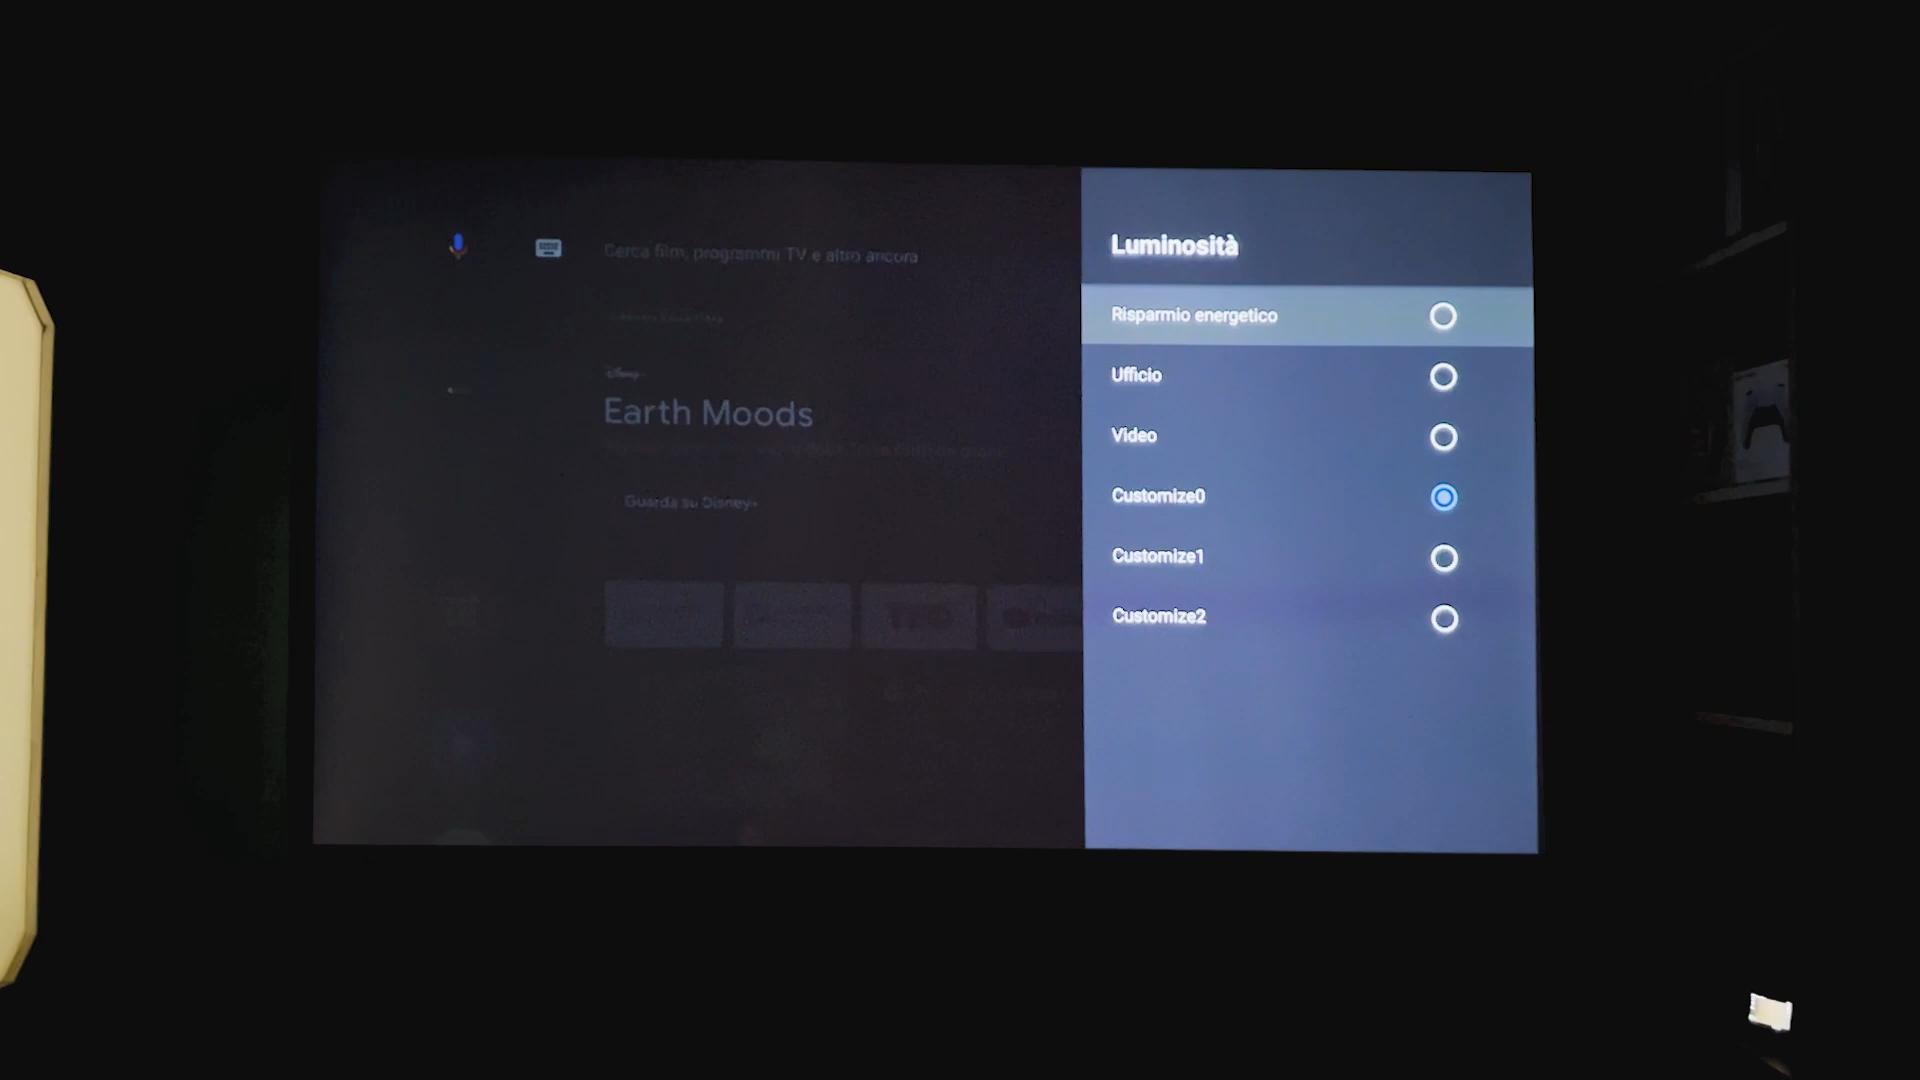 Cerca film, programmi TV e altro ancora
Disney+
Earth Moods
Guarda su Disney+
Luminosità
Risparmio energetico
Ufficio
Video
Customize0
Customize1
Customize2